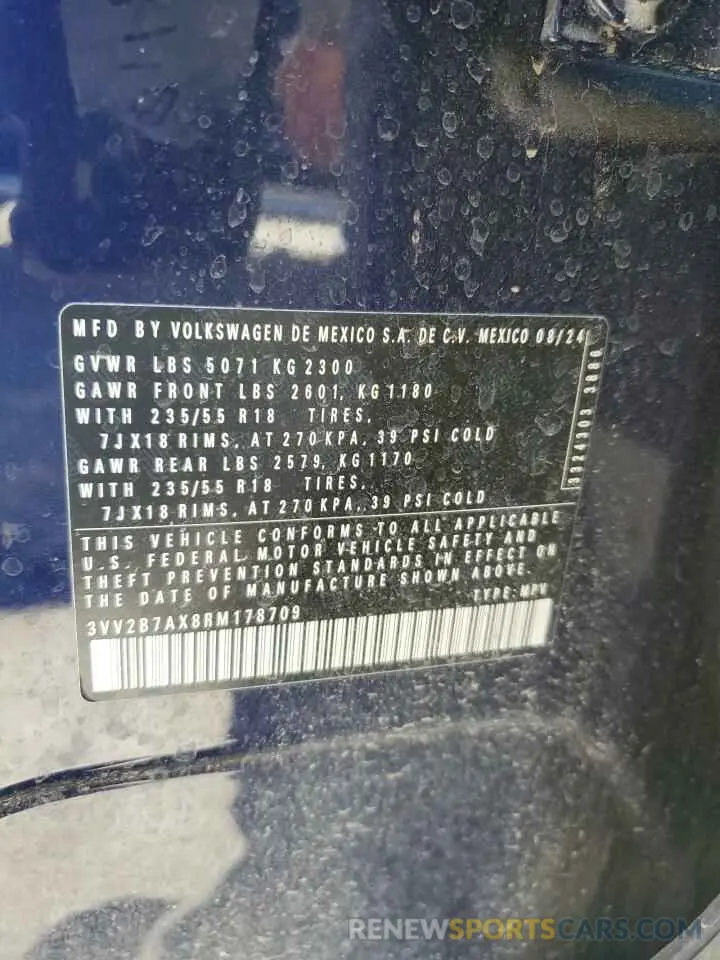 MFD BY VOLKSWAGEN DE MEXICO S.A. DE C.V. MEXICO 08/24
GVWR LBS 5071 KG 2300
GAWR FRONT LBS 2601, KG 1180
WITH 235/55 R18 TIRES,
7JX18 RIMS, AT 270 KPA, 39 PSI COLD
GAWR REAR LBS 2579, KG 1170
WITH 235/55 R18 TIRES,
7JX18 RIMS, AT 270 KPA, 39 PSI COLD
THIS VEHICLE CONFORMS TO ALL APPLICABLE
U.S. FEDERAL MOTOR VEHICLE SAFETY AND
THEFT PREVENTION STANDARDS IN EFFECT ON
THE DATE OF MANUFACTURE SHOWN ABOVE.
TYPE: MPV
3VV2B7AX8RM178709
RENEWSPORTSCARS.COM